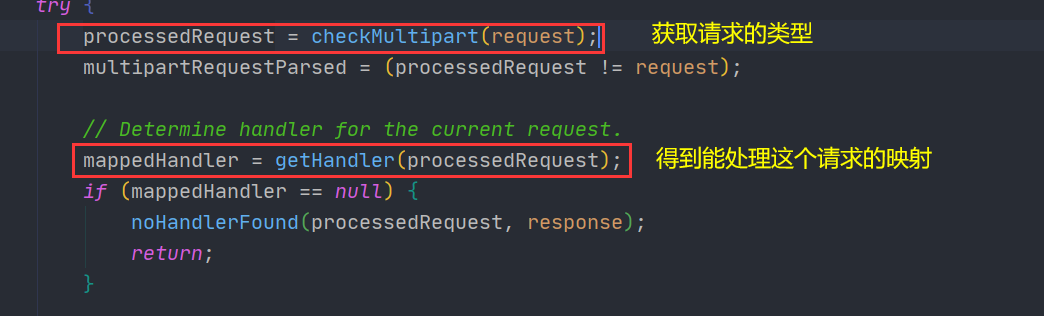 try {
processedRequest = checkMultipart(request); 获取请求的类型
multipartRequestParsed = (processedRequest != request);
// Determine handler for the current request.
mappedHandler = getHandler(processedRequest); 得到能处理这个请求的映射
if (mappedHandler == null) {
noHandlerFound(processedRequest, response);
return;
}